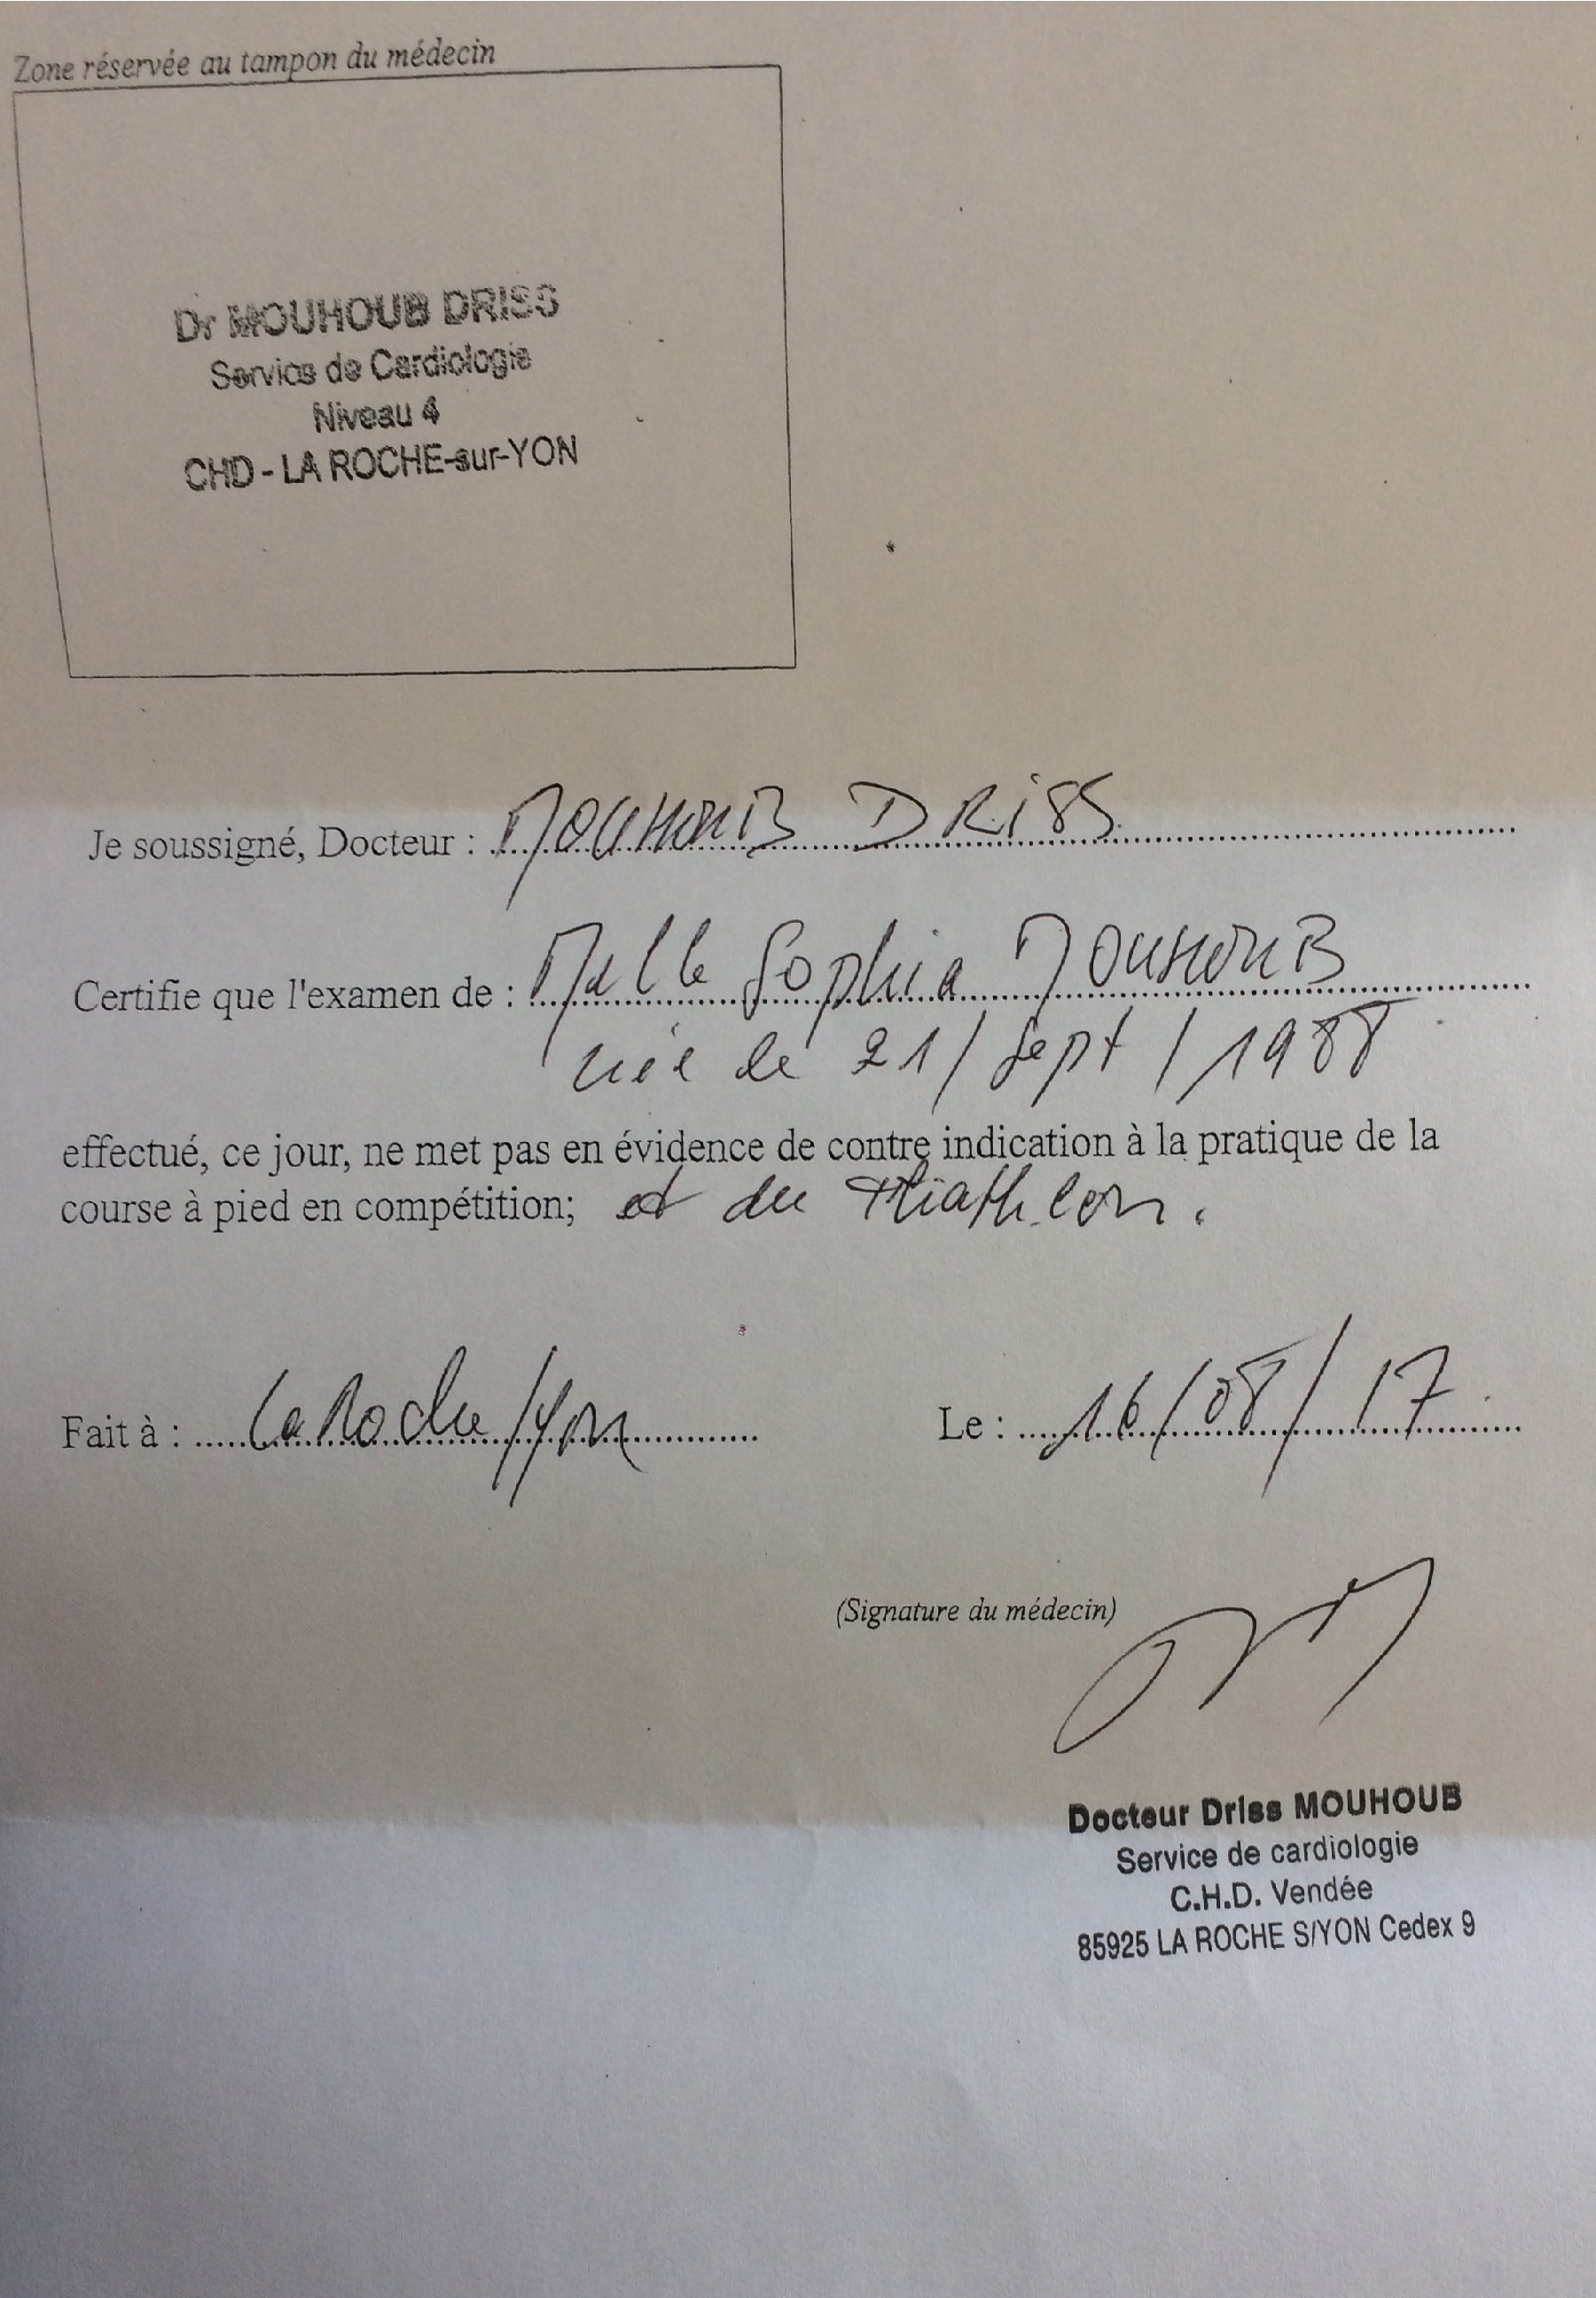 Zone réservée au tampon du médecin
Dr MOUHOUB DRISS
Service de Cardiologie
Niveau 4
CHD - LA ROCHE-sur-YON
Je soussigné, Docteur : MOUHOUB DRISS
Certifie que l'examen de : Melle Sophia MOUHOUB
née le 21/Sept/1988
effectué, ce jour, ne met pas en évidence de contre indication à la pratique de la
course à pied en compétition; et du triathlon.
Fait à : La Roche/Yon Le : 16/08/17
(Signature du médecin)
Docteur Driss MOUHOUB
Service de cardiologie
C.H.D. Vendée
85925 LA ROCHE S/YON Cedex 9